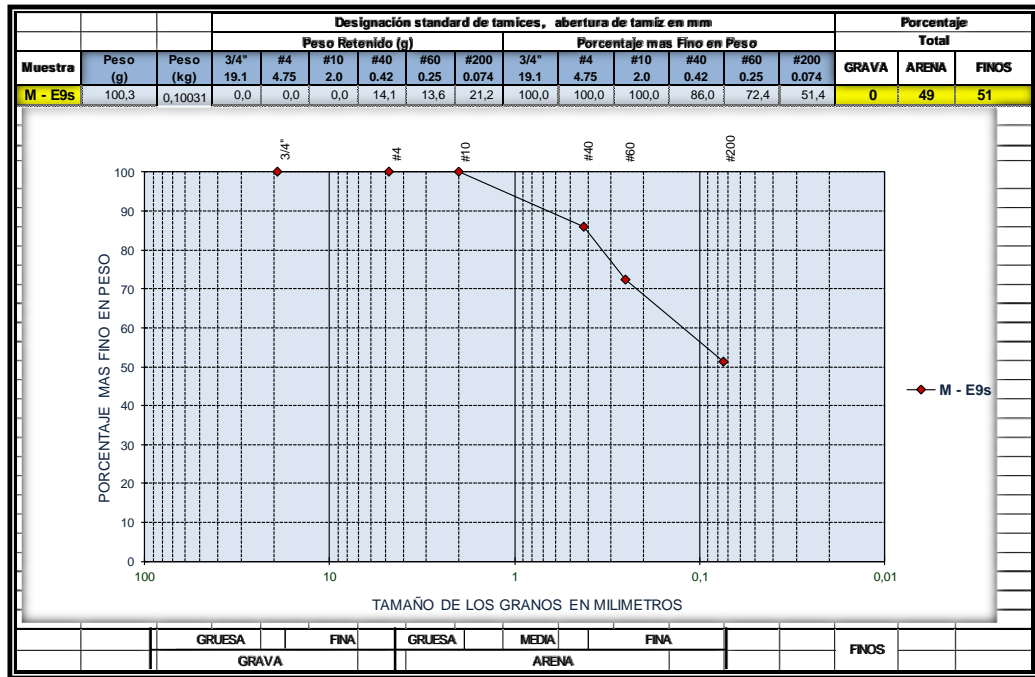 Designación standard de tamices, abertura de tamiz en mm Porcentaje
Peso Retenido (g) Porcentaje mas Fino en Peso Total
Muestra Peso (g) Peso (kg) 3/4" 19.1 #4 4.75 #10 2.0 #40 0.42 #60 0.25 #200 0.074 3/4" 19.1 #4 4.75 #10 2.0 #40 0.42 #60 0.25 #200 0.074 GRAVA ARENA FINOS
M - E9s 100,3 0,10031 0,0 0,0 0,0 14,1 13,6 21,2 100,0 100,0 100,0 86,0 72,4 51,4 0 49 51
3/4" #4 #10 #40 #60 #200
PORCENTAJE MAS FINO EN PESO
100
90
80
70
60
50
40
30
20
10
0
100 10 1 0,1 0,01
TAMAÑO DE LOS GRANOS EN MILIMETROS
M - E9s
GRUESA FINA GRUESA MEDIA FINA FINOS
GRAVA ARENA